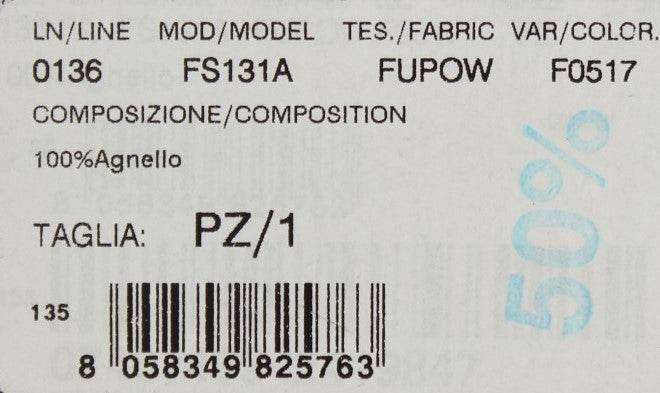 LN/LINE MOD/MODEL TES./FABRIC VAR/COLOR.
0136 FS131A FUPOW F0517
COMPOSIZIONE/COMPOSITION
100%Agnello
50%
TAGLIA: PZ/1
135
8 058349 825763